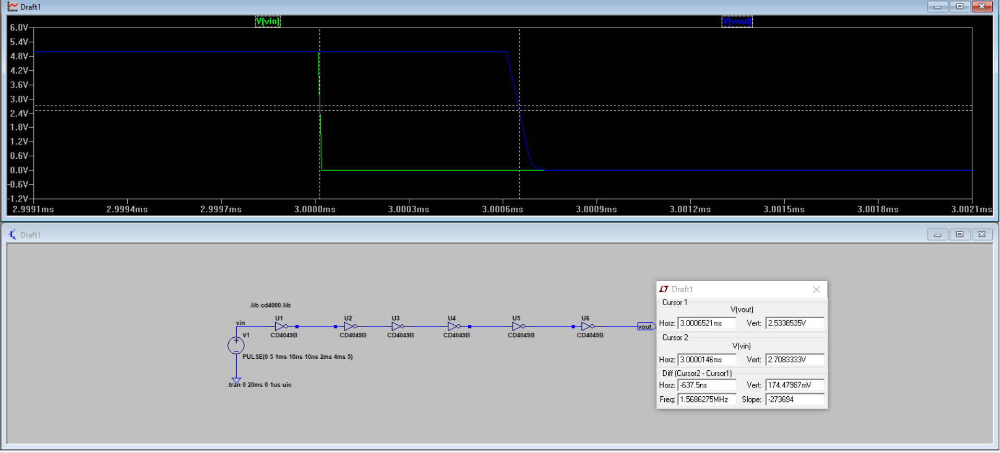 Draft1
V(vin) V(vout)
6.0V
5.4V
4.8V
4.2V
3.6V
3.0V
2.4V
1.8V
1.2V
0.6V
0.0V
-0.6V
-1.2V
2.9991ms 2.9994ms 2.9997ms 3.0000ms 3.0003ms 3.0006ms 3.0009ms 3.0012ms 3.0015ms 3.0018ms 3.0021ms
Draft1
.lib cd4000.lib
vin
V1
PULSE(0 5 1ms 10ns 10ns 2ms 4ms 5)
.tran 0 20ms 0 1us uic
U1 U2 U3 U4 U5 U6
CD4049B CD4049B CD4049B CD4049B CD4049B CD4049B
vout
Draft1
Cursor 1
V(vout)
Horz: 3.0006521ms Vert: 2.5338535V
Cursor 2
V(vin)
Horz: 3.0000146ms Vert: 2.7083333V
Diff (Cursor2 - Cursor1)
Horz: -637.5ns Vert: 174.47987mV
Freq: 1.5686275MHz Slope: -273694